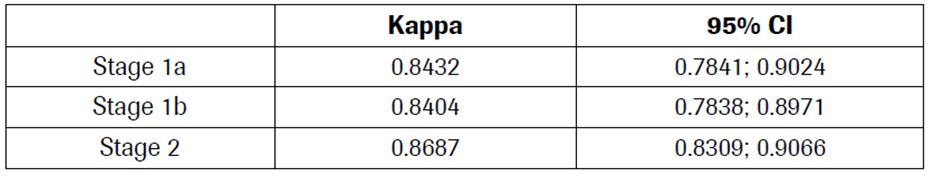 Kappa 95% CI
Stage 1a 0.8432 0.7841; 0.9024
Stage 1b 0.8404 0.7838; 0.8971
Stage 2 0.8687 0.8309; 0.9066